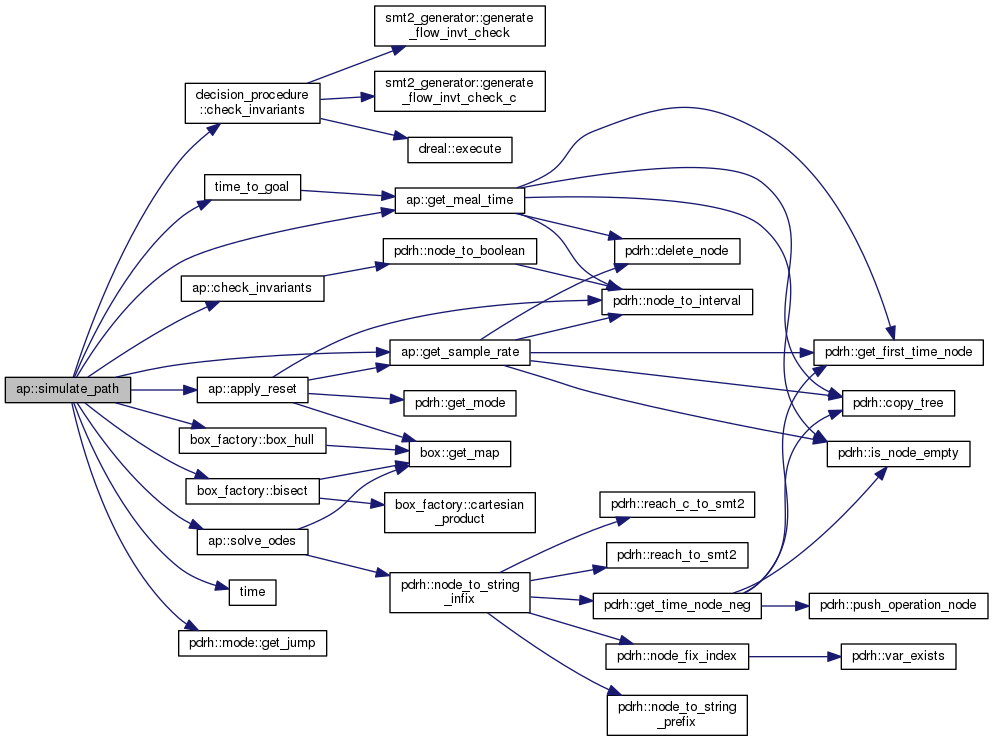 smt2_generator::generate
_flow_invt_check
decision_procedure
::check_invariants
smt2_generator::generate
_flow_invt_check_c
dreal::execute
time_to_goal
ap::get_meal_time
pdrh::node_to_boolean
pdrh::delete_node
ap::check_invariants
pdrh::node_to_interval
ap::simulate_path
ap::get_sample_rate
pdrh::get_first_time_node
ap::apply_reset
pdrh::get_mode
pdrh::copy_tree
box_factory::box_hull
box::get_map
pdrh::is_node_empty
box_factory::bisect
box_factory::cartesian
_product
pdrh::reach_c_to_smt2
ap::solve_odes
pdrh::reach_to_smt2
time
pdrh::node_to_string
_infix
pdrh::get_time_node_neg
pdrh::push_operation_node
pdrh::mode::get_jump
pdrh::node_fix_index
pdrh::var_exists
pdrh::node_to_string
_prefix